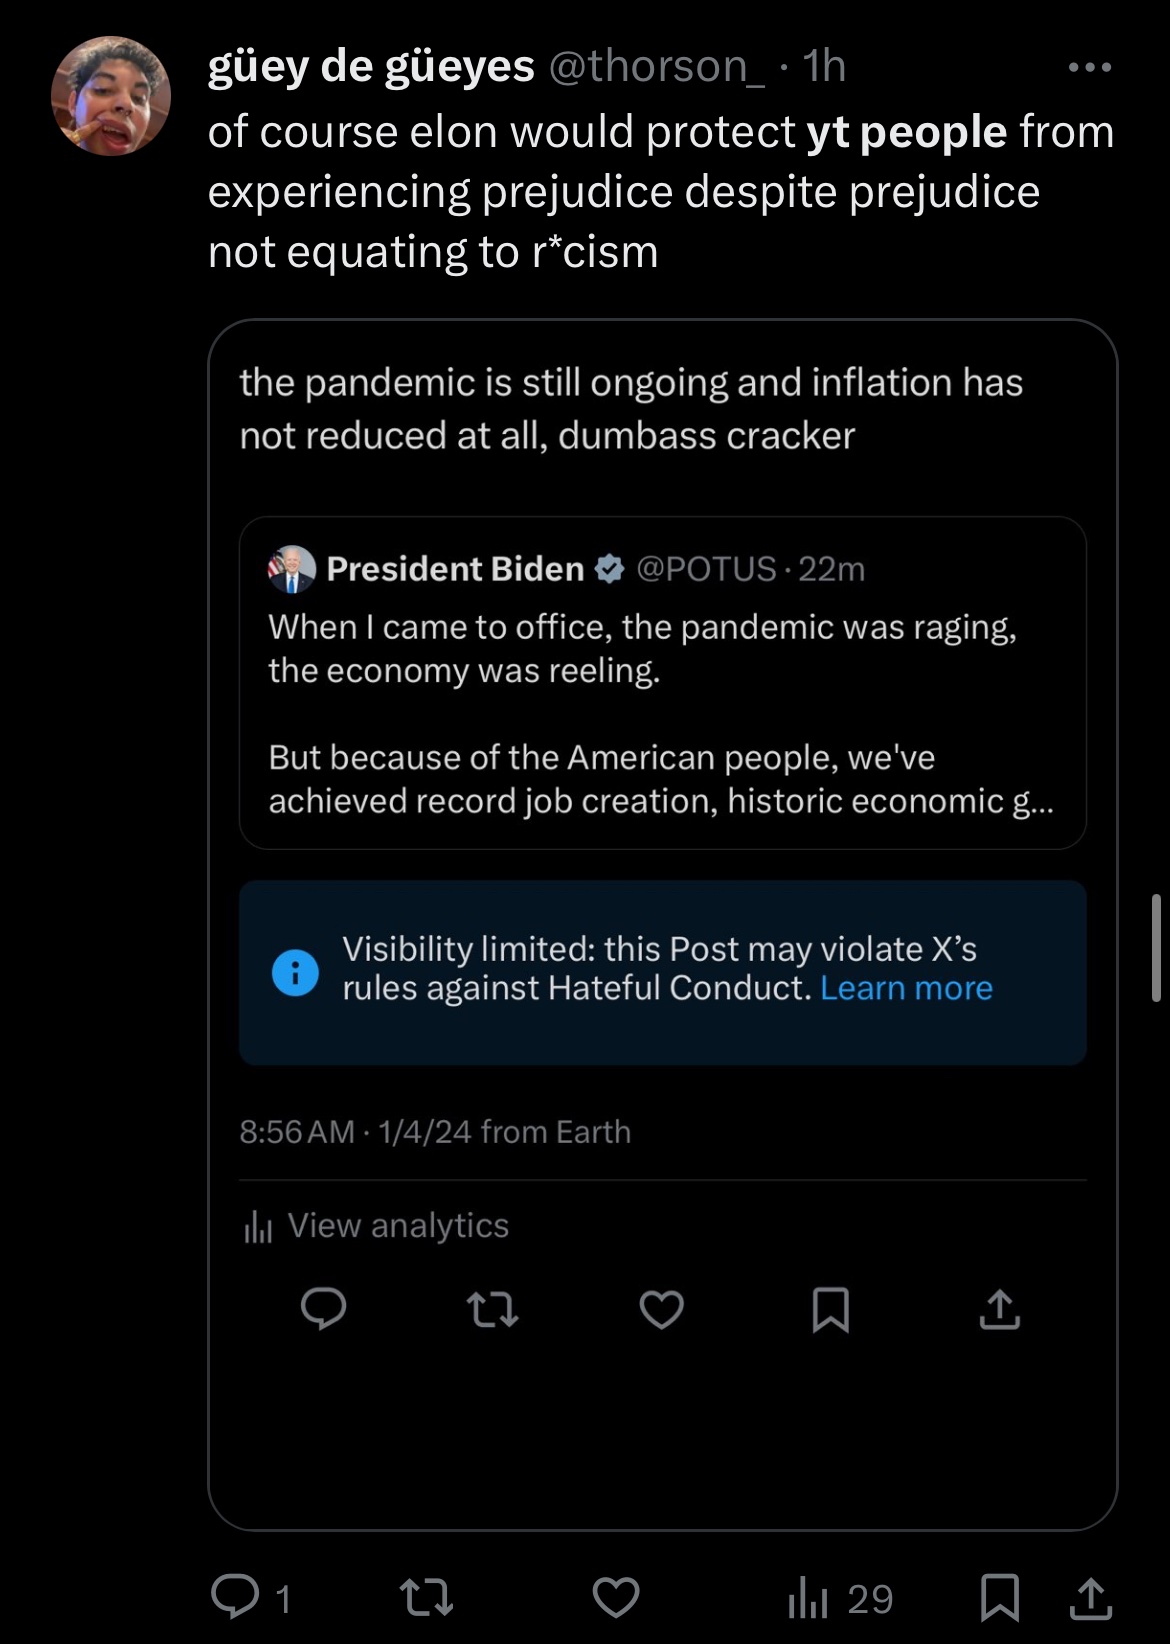 güey de güeyes @thorson_ · 1h
of course elon would protect yt people from
experiencing prejudice despite prejudice
not equating to r*cism
the pandemic is still ongoing and inflation has
not reduced at all, dumbass cracker
President Biden @POTUS · 22m
When I came to office, the pandemic was raging,
the economy was reeling.
But because of the American people, we've
achieved record job creation, historic economic g...
Visibility limited: this Post may violate X’s
rules against Hateful Conduct. Learn more
8:56 AM · 1/4/24 from Earth
View analytics
1 29